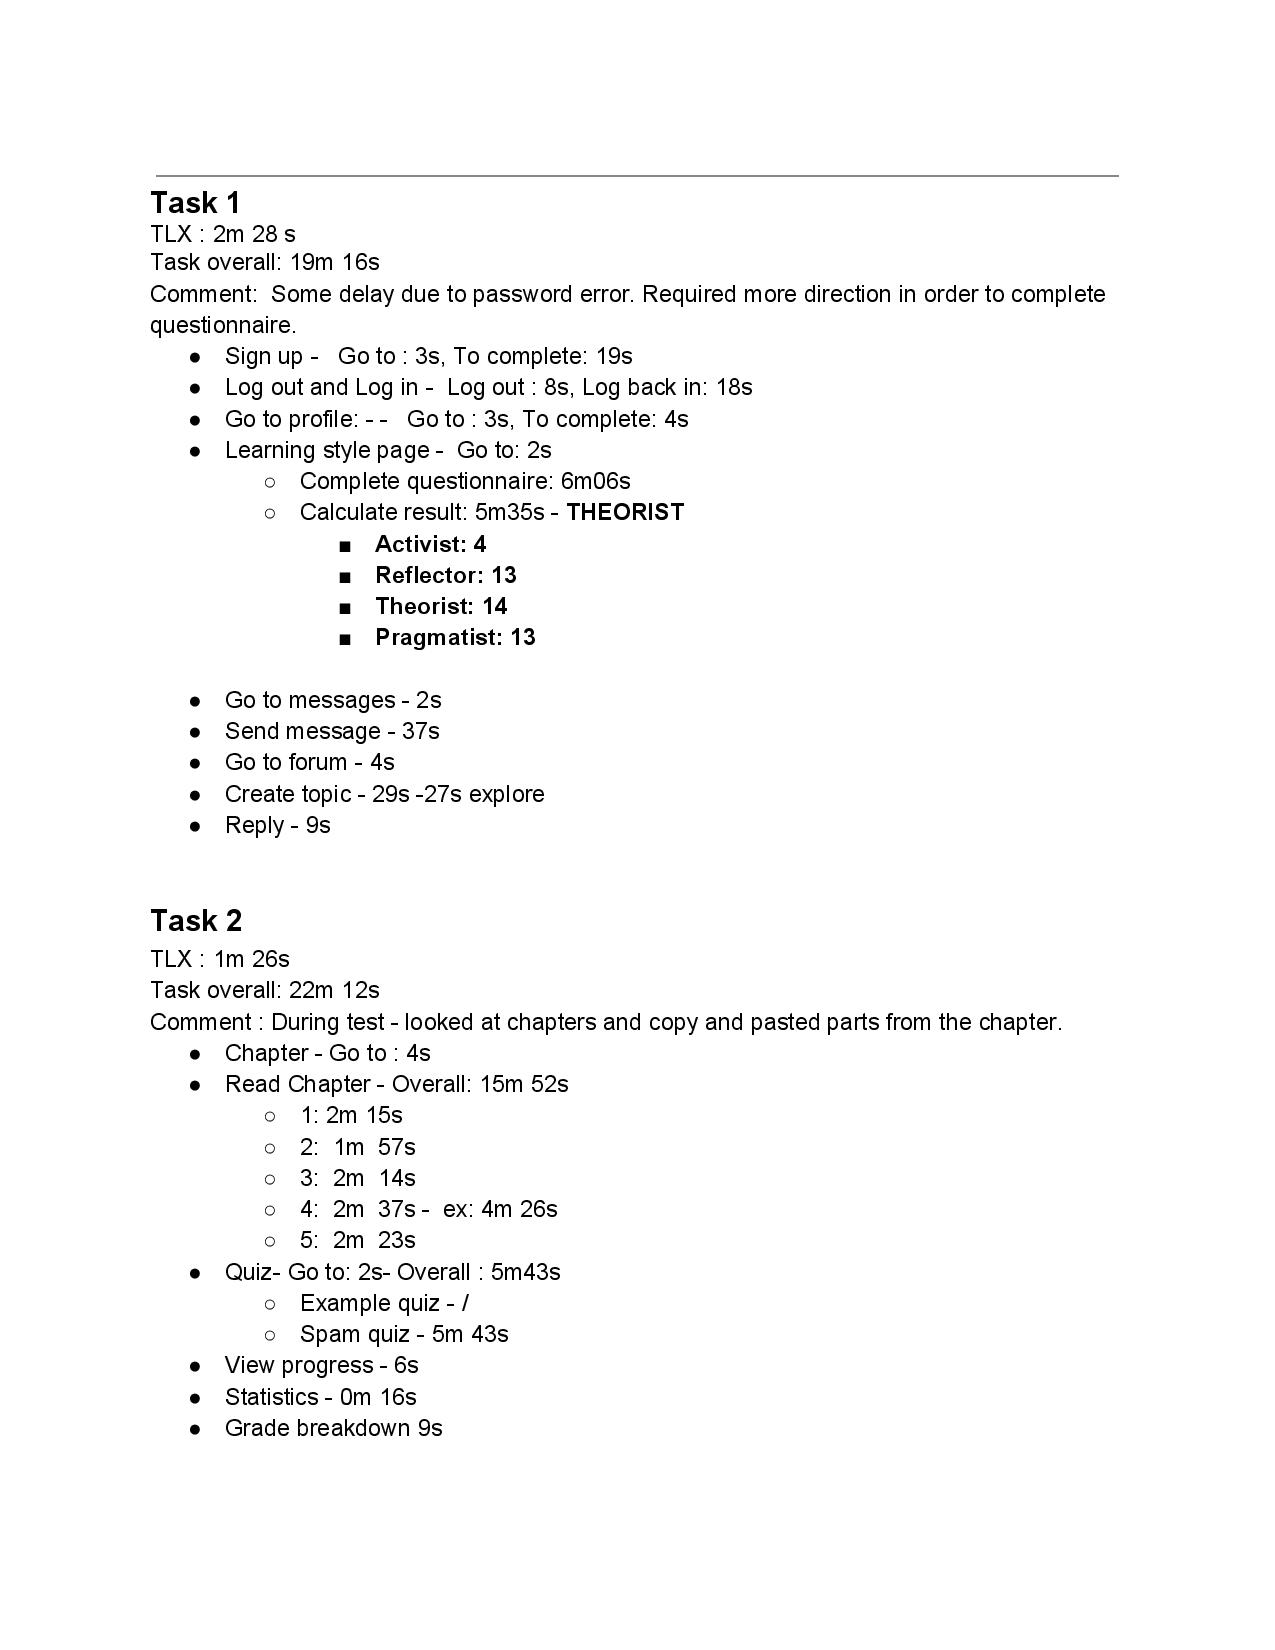 Task 1
TLX : 2m 28 s
Task overall: 19m 16s
Comment:  Some delay due to password error. Required more direction in order to complete
questionnaire.
● Sign up -   Go to : 3s, To complete: 19s
● Log out and Log in -  Log out : 8s, Log back in: 18s
● Go to profile: - -   Go to : 3s, To complete: 4s
● Learning style page -  Go to: 2s
○ Complete questionnaire: 6m06s
○ Calculate result: 5m35s - THEORIST
■ Activist: 4
■ Reflector: 13
■ Theorist: 14
■ Pragmatist: 13
● Go to messages - 2s
● Send message - 37s
● Go to forum - 4s
● Create topic - 29s -27s explore
● Reply - 9s
Task 2
TLX : 1m 26s
Task overall: 22m 12s
Comment : During test - looked at chapters and copy and pasted parts from the chapter.
● Chapter - Go to : 4s
● Read Chapter - Overall: 15m 52s
○ 1: 2m 15s
○ 2:  1m  57s
○ 3:  2m  14s
○ 4:  2m  37s -  ex: 4m 26s
○ 5:  2m  23s
● Quiz- Go to: 2s- Overall : 5m43s
○ Example quiz - /
○ Spam quiz - 5m 43s
● View progress - 6s
● Statistics - 0m 16s
● Grade breakdown 9s